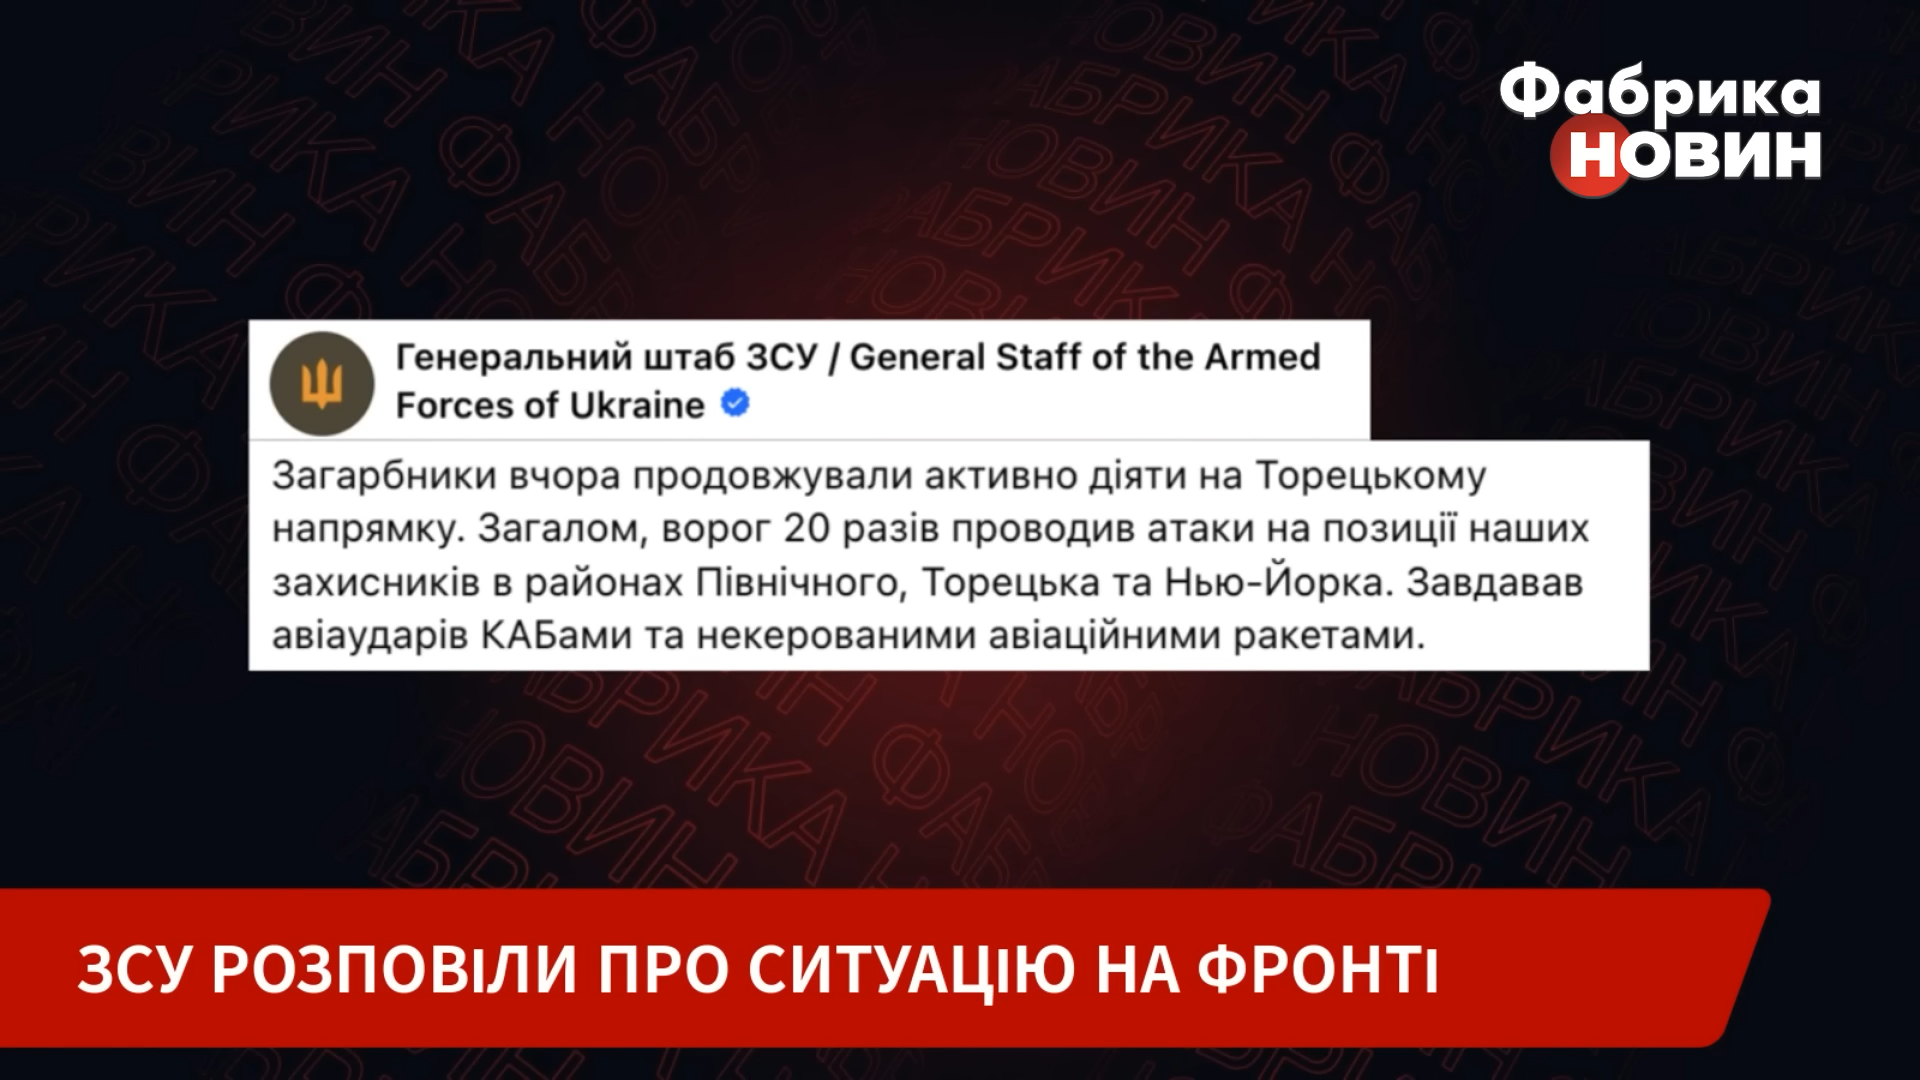 Фабрика
новин
Генеральний штаб ЗСУ / General Staff of the Armed
Forces of Ukraine
Загарбники вчора продовжували активно діяти на Торецькому
напрямку. Загалом, ворог 20 разів проводив атаки на позиції наших
захисників в районах Північного, Торецька та Нью-Йорка. Завдавав
авіаударів КАБами та некерованими авіаційними ракетами.
ЗСУ РОЗПОВІЛИ ПРО СИТУАЦІЮ НА ФРОНТІ